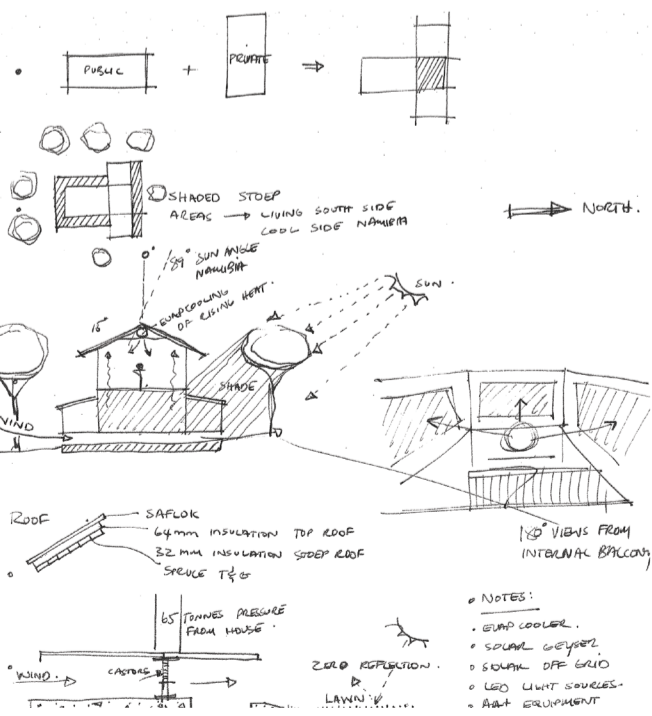 PUBLIC
PRIVATE
SHADED STOEP
AREAS → LIVING SOUTH SIDE
COOL SIDE NAMIBIA
NORTH.
0°
89° SUN ANGLE
NAMIBIA
EVAPCOOLING
OF RISING HEAT.
SUN.
15°
SHADE
WIND
180° VIEWS FROM
INTERNAL BALCONY
ROOF
SAFLOK
64mm INSULATION TOP ROOF
32 MM INSULATION STOEP ROOF
SPRUCE T&G
65 TONNES PRESSURE
FROM HOUSE.
WIND.
CASTORS
ZERO REFLECTION.
LAWN:
• NOTES:
• EVAP COOLER.
• SOLAR GEYSER
• SOLAR OFF GRID
• LED LIGHT SOURCES.
EQUIPMENT